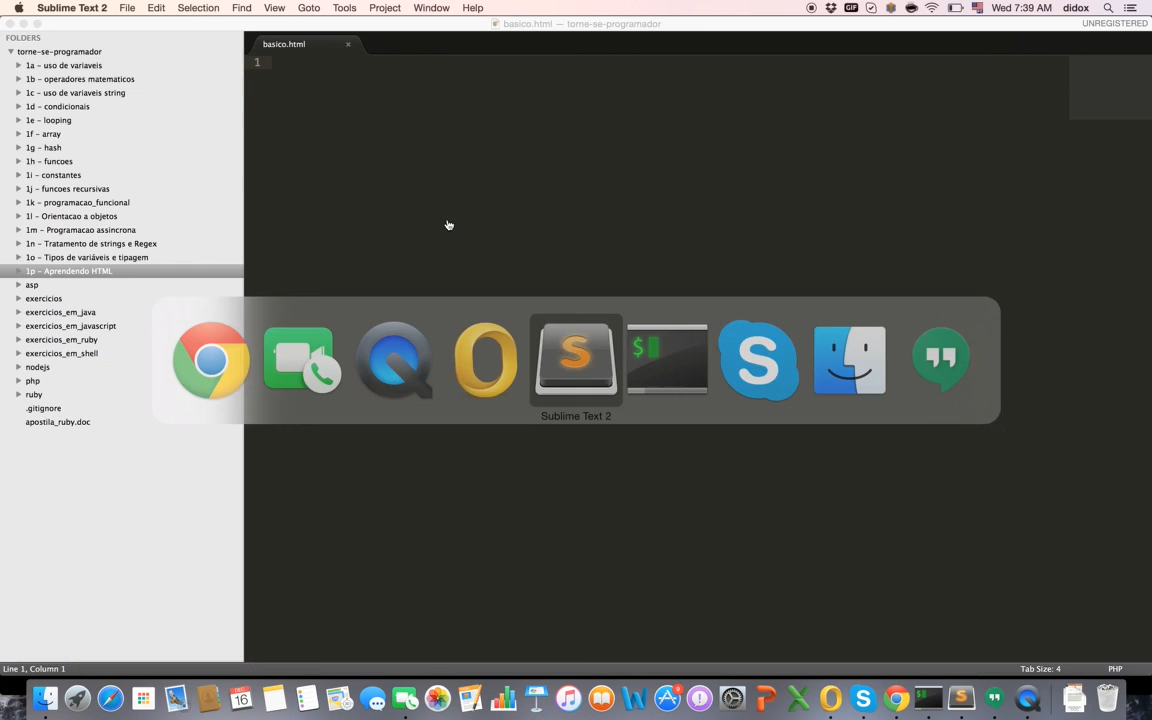 Sublime Text 2 File Edit Selection Find View Goto Tools Project Window Help GIF Wed 7:39 AM didox
basico.html — torne-se-programador UNREGISTERED
FOLDERS
torne-se-programador
1a - uso de variaveis
1b - operadores matematicos
1c - uso de variaveis string
1d - condicionais
1e - looping
1f - array
1g - hash
1h - funcoes
1i - constantes
1j - funcoes recursivas
1k - programacao_funcional
1l - Orientacao a objetos
1m - Programacao assincrona
1n - Tratamento de strings e Regex
1o - Tipos de variáveis e tipagem
1p - Aprendendo HTML
asp
exercicios
exercicios_em_java
exercicios_em_javascript
exercicios_em_ruby
exercicios_em_shell
nodejs
php
ruby
.gitignore
apostila_ruby.doc
basico.html ×
1
S $ S
Sublime Text 2
Line 1, Column 1 Tab Size: 4 PHP
16